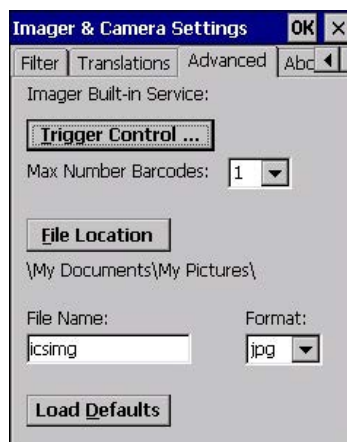 Imager & Camera Settings OK ×
Filter Translations Advanced Abo
Imager Built-in Service:
Trigger Control ...
Max Number Barcodes: 1
File Location
\My Documents\My Pictures\
File Name: Format:
icsimg jpg
Load Defaults